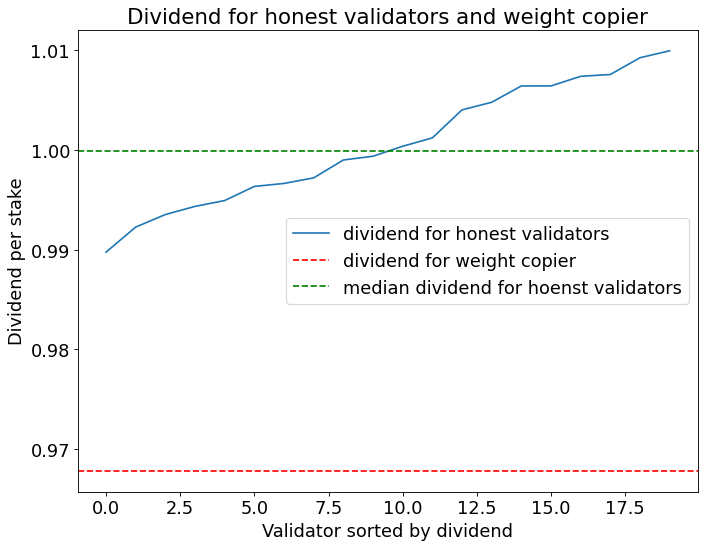 Dividend for honest validators and weight copier
Dividend per stake
1.01
1.00
0.99
0.98
0.97
dividend for honest validators
dividend for weight copier
median dividend for hoenst validators
0.0 2.5 5.0 7.5 10.0 12.5 15.0 17.5
Validator sorted by dividend